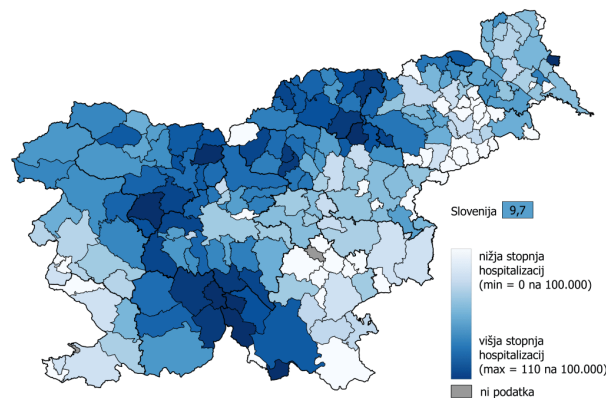 Slovenija 9,7
nižja stopnja
hospitalizacij
(min = 0 na 100.000)
višja stopnja
hospitalizacij
(max = 110 na 100.000)
ni podatka